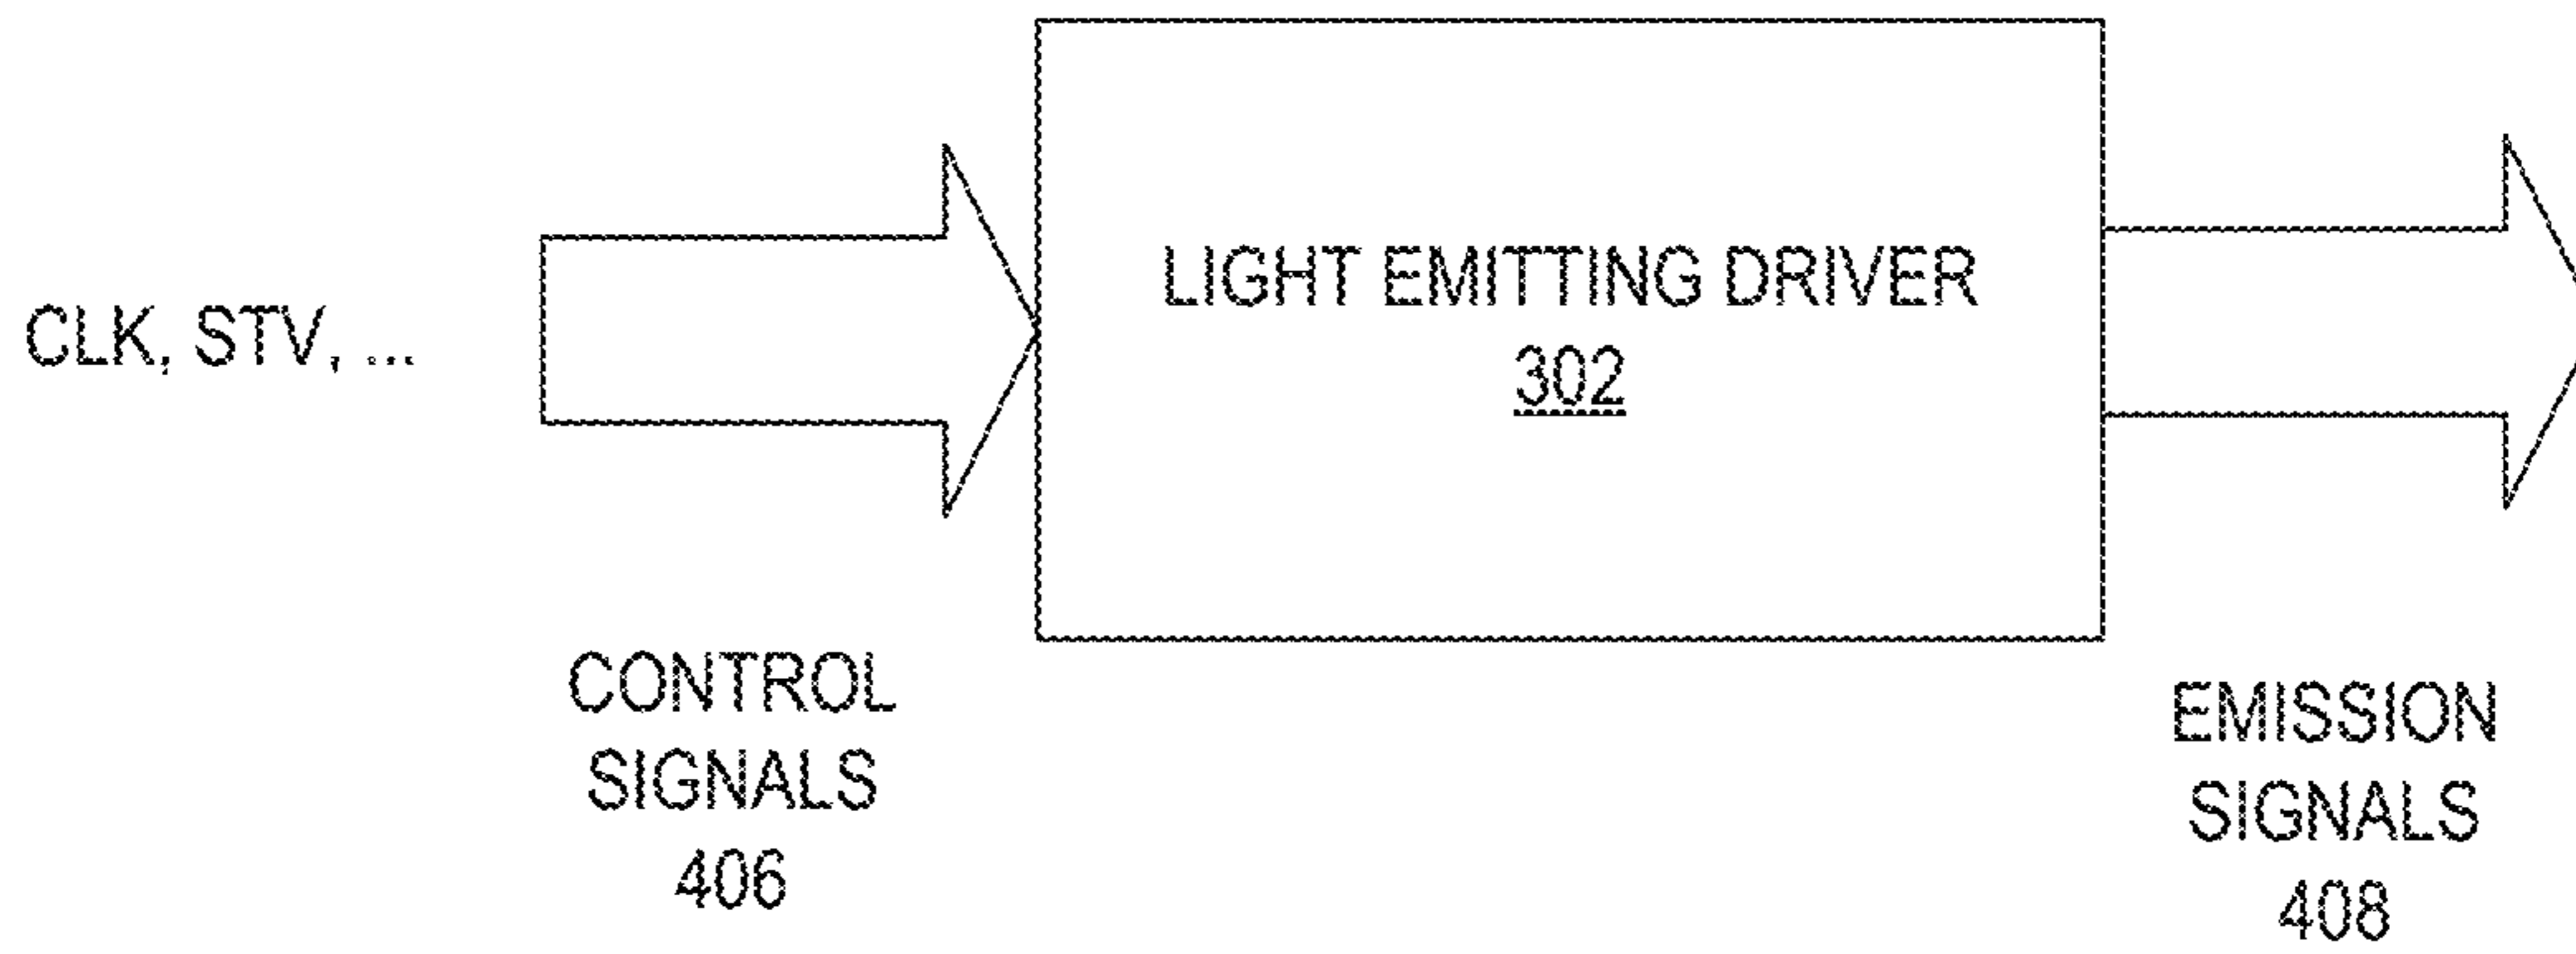 CLK, STV, ...
LIGHT EMITTING DRIVER
302
CONTROL
SIGNALS
406
EMISSION
SIGNALS
408